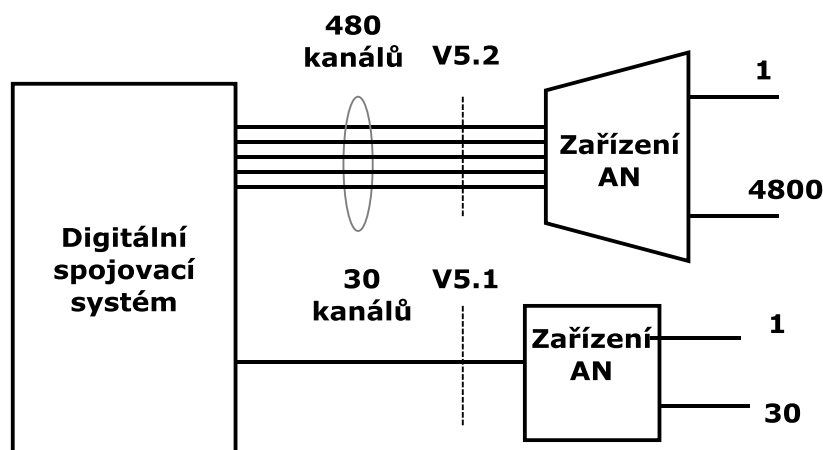 480
kanálů
V5.2
1
Zařízení
AN
4800
Digitální
spojovací
systém
30
kanálů
V5.1
Zařízení
AN
1
30